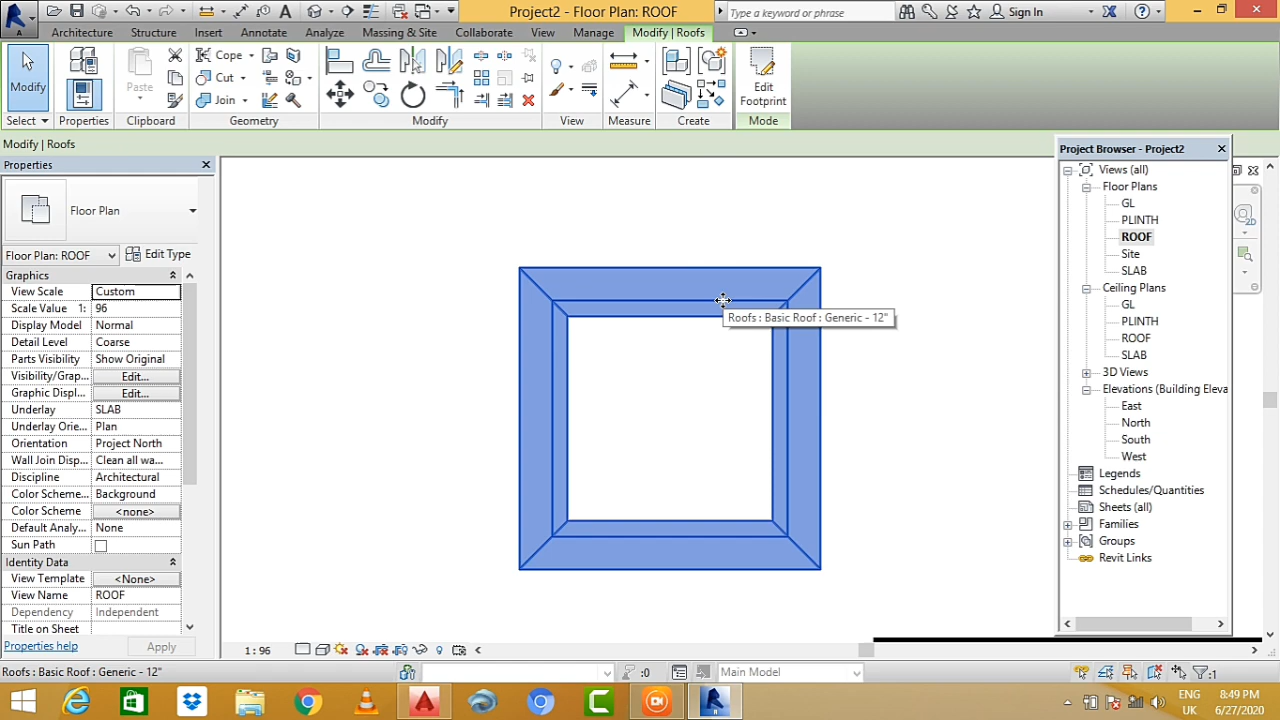 Project2 - Floor Plan: ROOF
Type a keyword or phrase
Sign In
Architecture
Structure
Insert
Annotate
Analyze
Massing & Site
Collaborate
View
Manage
Modify | Roofs
Modify
Paste
Cope
Cut
Join
Edit
Footprint
Select
Properties
Clipboard
Geometry
Modify
View
Measure
Create
Mode
Modify | Roofs
Properties
Floor Plan
Floor Plan: ROOF
Edit Type
Graphics
View Scale Custom
Scale Value 1: 96
Display Model Normal
Detail Level Coarse
Parts Visibility Show Original
Visibility/Grap... Edit...
Graphic Displ... Edit...
Underlay SLAB
Underlay Orie... Plan
Orientation Project North
Wall Join Disp... Clean all wa...
Discipline Architectural
Color Scheme... Background
Color Scheme <none>
Default Analy... None
Sun Path
Identity Data
View Template <None>
View Name ROOF
Dependency Independent
Title on Sheet
Properties help
Apply
Roofs : Basic Roof : Generic - 12"
Project Browser - Project2
Views (all)
Floor Plans
GL
PLINTH
ROOF
Site
SLAB
Ceiling Plans
GL
PLINTH
ROOF
SLAB
3D Views
Elevations (Building Eleva
East
North
South
West
Legends
Schedules/Quantities
Sheets (all)
Families
Groups
Revit Links
2D
1 : 96
Roofs : Basic Roof : Generic - 12"
:0
Main Model
:1
ENG
UK
8:49 PM
6/27/2020